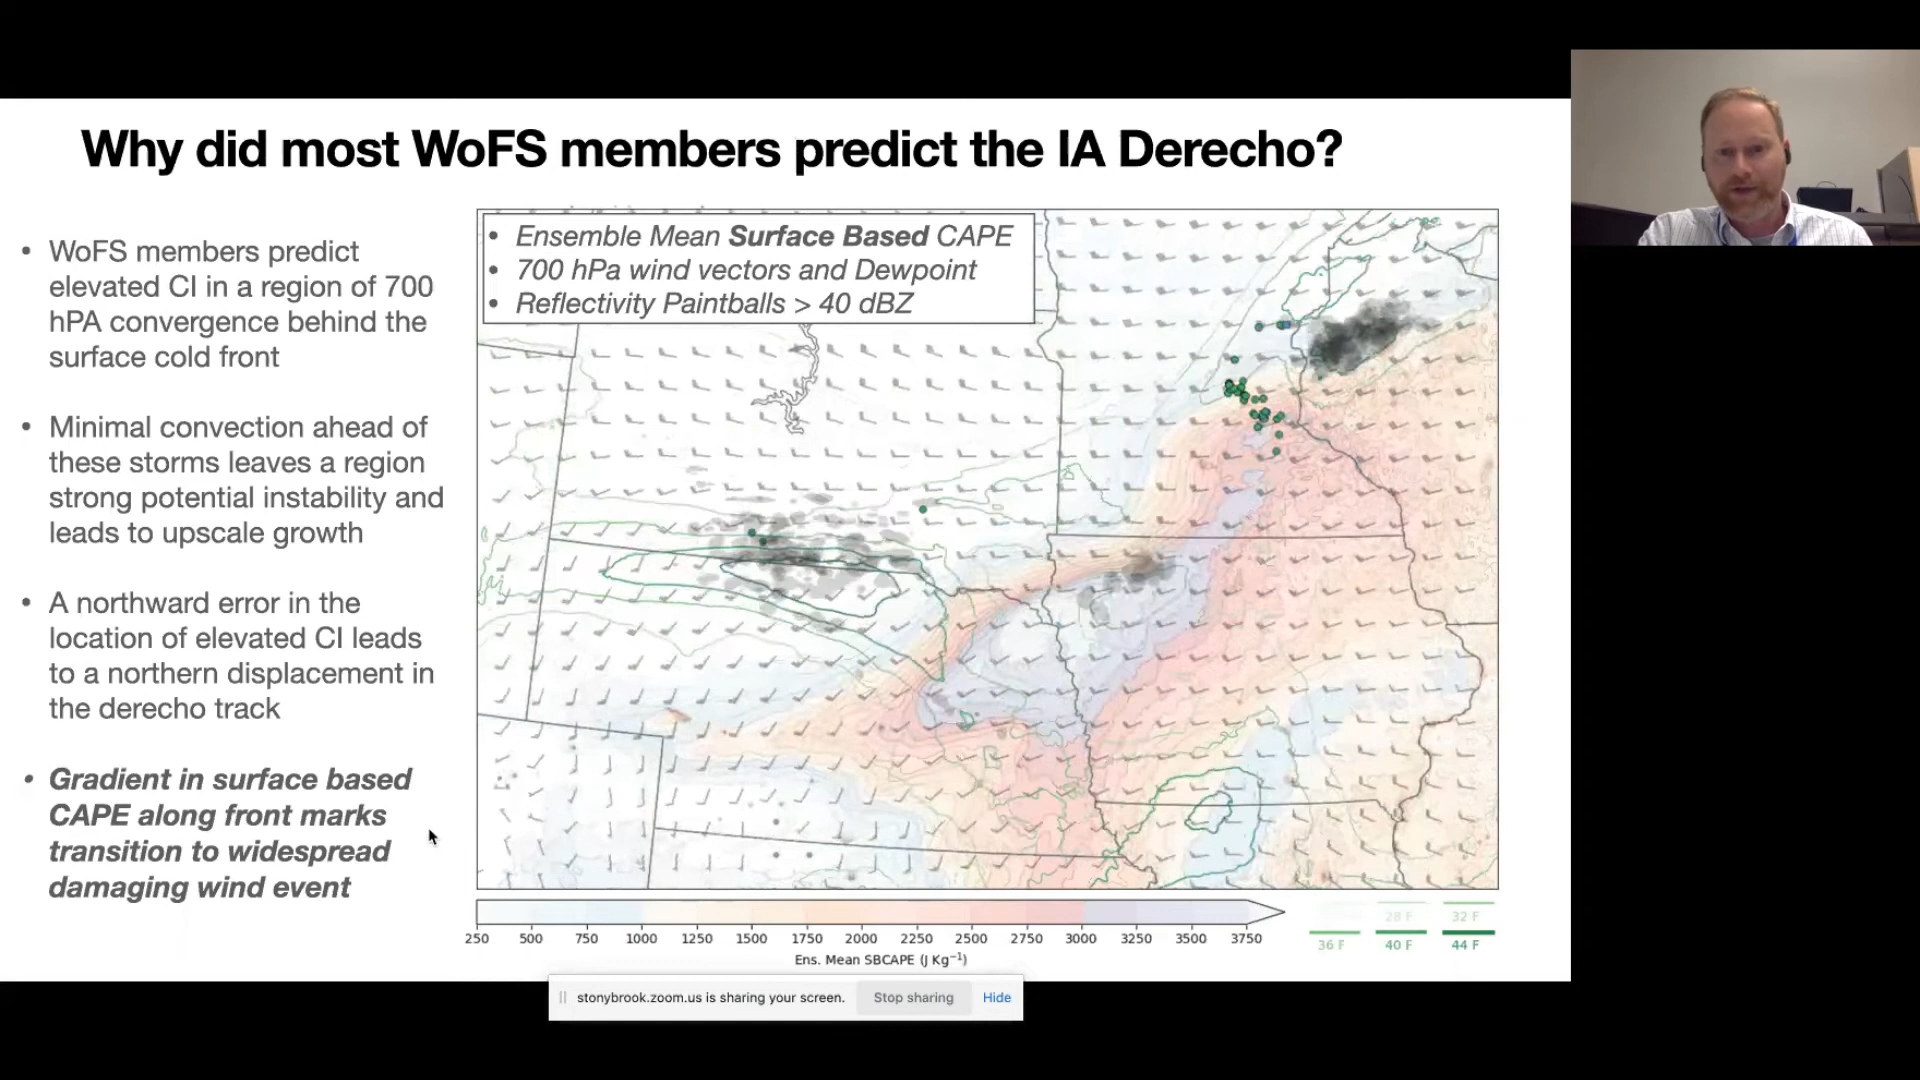 Why did most WoFS members predict the IA Derecho?
• WoFS members predict
elevated CI in a region of 700
hPA convergence behind the
surface cold front
• Minimal convection ahead of
these storms leaves a region
strong potential instability and
leads to upscale growth
• A northward error in the
location of elevated CI leads
to a northern displacement in
the derecho track
• Gradient in surface based
CAPE along front marks
transition to widespread
damaging wind event
• Ensemble Mean Surface Based CAPE
• 700 hPa wind vectors and Dewpoint
• Reflectivity Paintballs > 40 dBZ
250 500 750 1000 1250 1500 1750 2000 2250 2500 2750 3000 3250 3500 3750
Ens. Mean SBCAPE (J Kg⁻¹)
28 F 32 F
36 F 40 F 44 F
stonybrook.zoom.us is sharing your screen. Stop sharing Hide